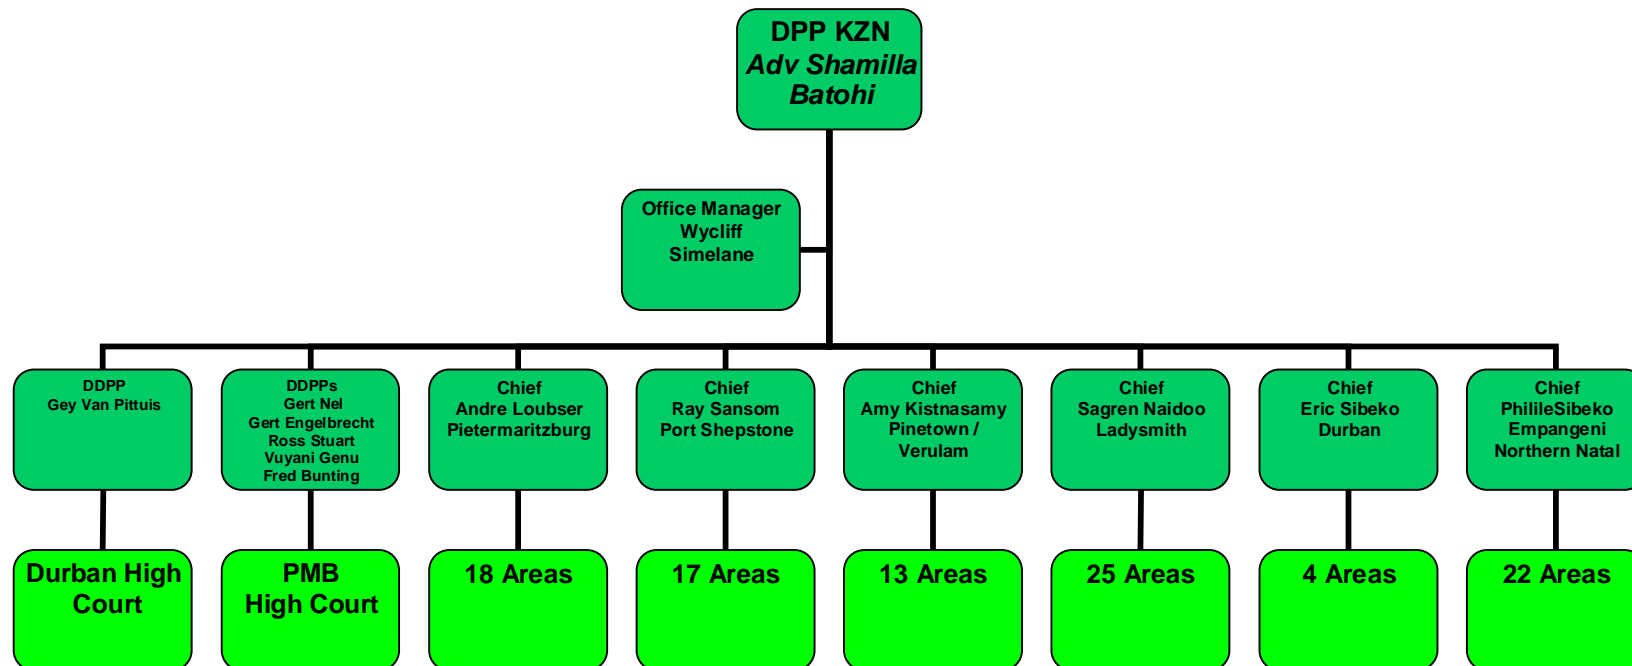 DPP KZN
Adv Shamilla
Batohi
Office Manager
Wycliff
Simelane
DDPP
Gey Van Pittuis
DDPPs
Gert Nel
Gert Engelbrecht
Ross Stuart
Vuyani Genu
Fred Bunting
Chief
Andre Loubser
Pietermaritzburg
Chief
Ray Sansom
Port Shepstone
Chief
Amy Kistnasamy
Pinetown /
Verulam
Chief
Sagren Naidoo
Ladysmith
Chief
Eric Sibeko
Durban
Chief
PhilileSibeko
Empangeni
Northern Natal
Durban High
Court
PMB
High Court
18 Areas
17 Areas
13 Areas
25 Areas
4 Areas
22 Areas